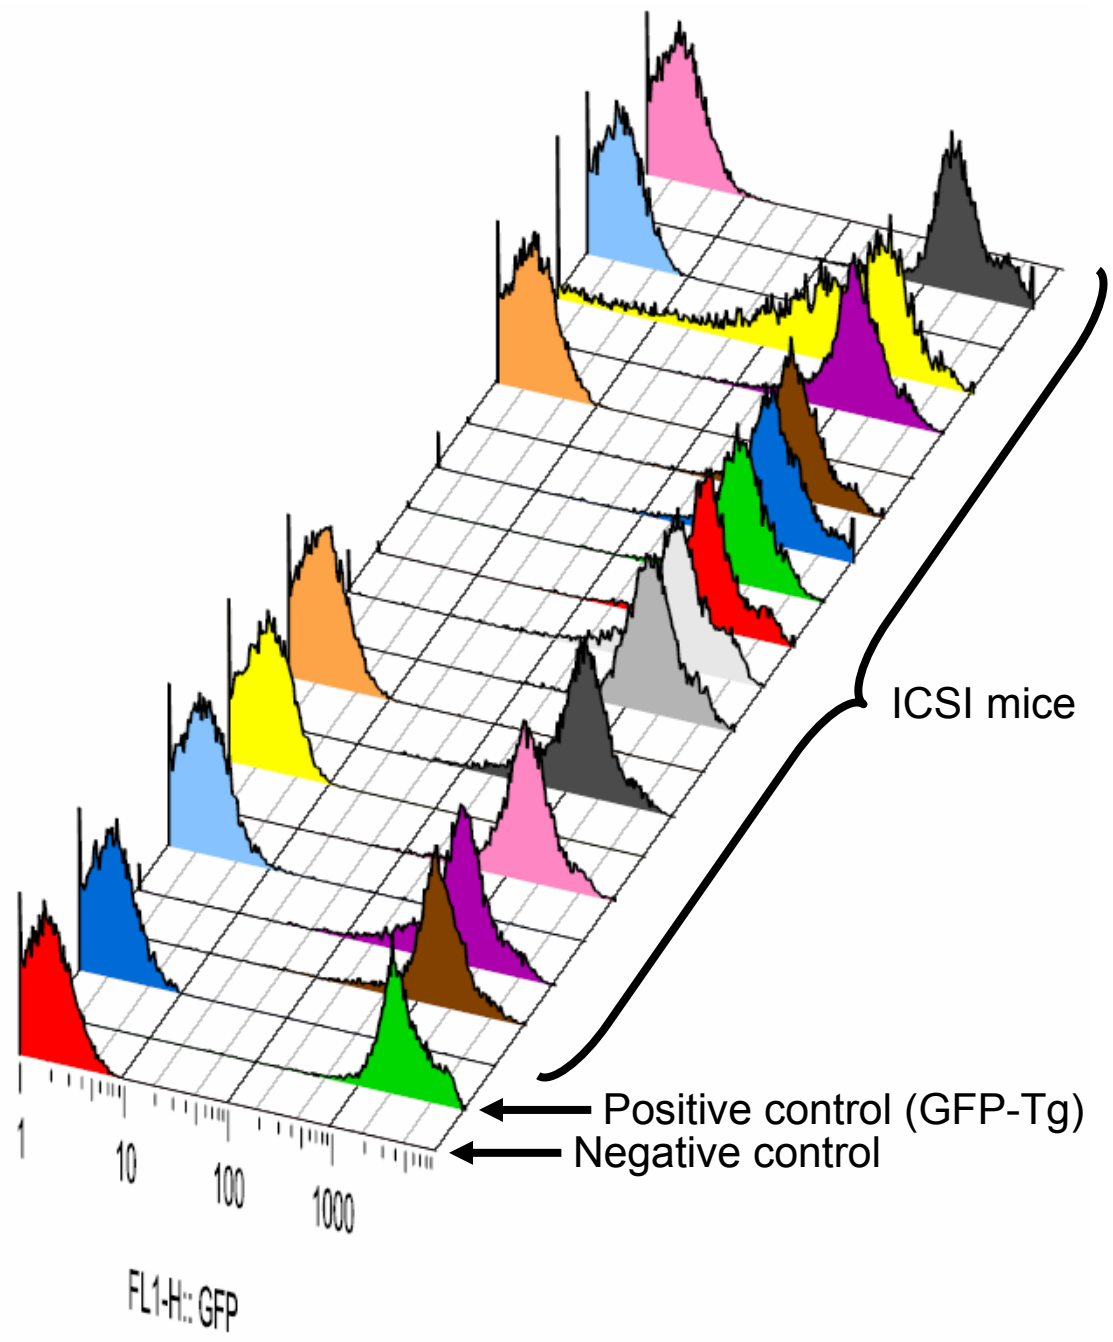 ICSI mice
Positive control (GFP-Tg)
Negative control
1
10
100
1000
FL1-H:: GFP